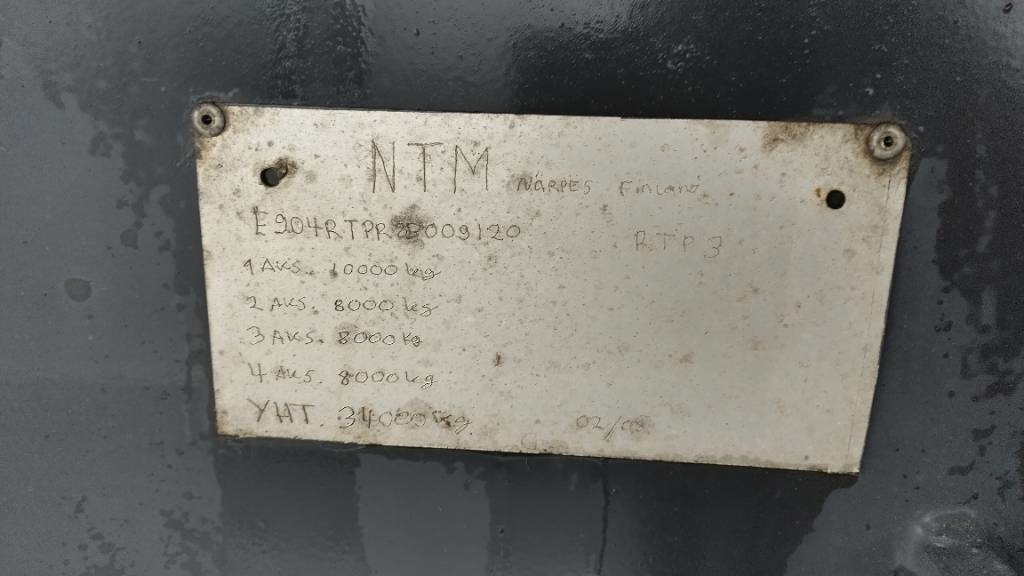 NTM NÄRPES Finland
RTP3
1 AKS. 10000 kg
2 AKS. 8000 kg
3 AKS. 8000 kg
4 AKS. 8000 kg
YHT. 34000 kg